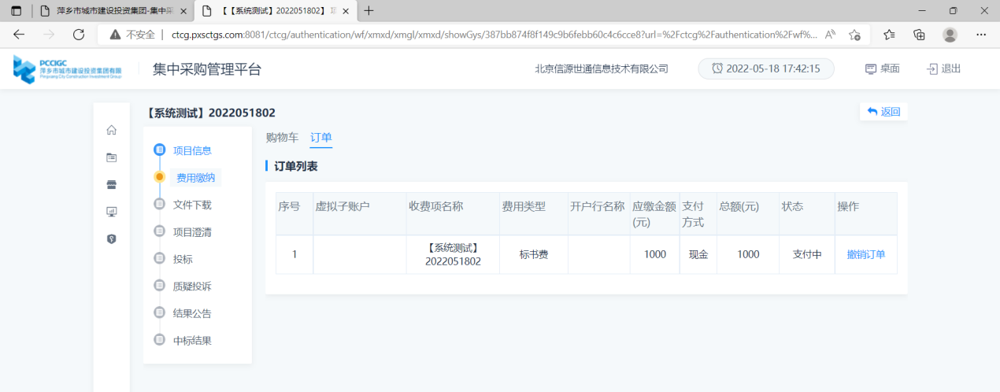 萍乡市城市建设投资集团-集中采
【【系统测试】2022051802】 项
不安全 | ctcg.pxsctgs.com:8081/ctcg/authentication/wf/xmxd/xmgl/xmxd/showGys/387bb874f8f149c9b6febb60c4c6cce8?url=%2Fctcg%2Fauthentication%2Fwf%...
PCCIGC
萍乡市城市建设投资集团有限
Pingxiang City Construction Investment Group
集中采购管理平台
北京信源世通信息技术有限公司
2022-05-18 17:42:15
桌面
退出
【系统测试】2022051802
返回
项目信息
费用缴纳
文件下载
项目澄清
投标
质疑投诉
结果公告
中标结果
购物车 订单
订单列表
序号 虚拟子账户 收费项名称 费用类型 开户行名称 应缴金额 支付 总额(元) 状态 操作
(元) 方式
1 【系统测试】 标书费 1000 现金 1000 支付中 撤销订单
2022051802